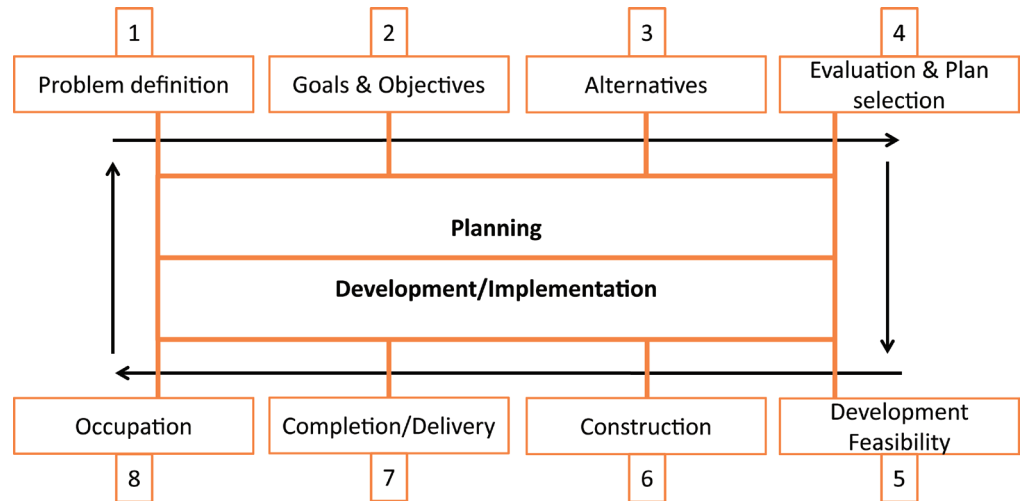 1
2
3
4
Problem definition
Goals & Objectives
Alternatives
Evaluation & Plan
selection
Planning
Development/Implementation
Occupation
Completion/Delivery
Construction
Development
Feasibility
8
7
6
5